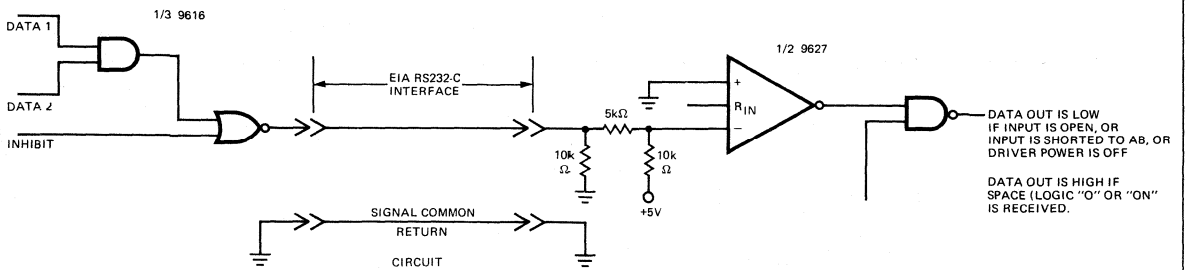 1/3 9616
DATA 1
DATA 2
INHIBIT
EIA RS232-C
INTERFACE
SIGNAL COMMON
RETURN
CIRCUIT
10k
Ω
5kΩ
10k
Ω
+5V
1/2 9627
+
RIN
−
DATA OUT IS LOW
IF INPUT IS OPEN, OR
INPUT IS SHORTED TO AB, OR
DRIVER POWER IS OFF
DATA OUT IS HIGH IF
SPACE (LOGIC "O" OR "ON"
IS RECEIVED.